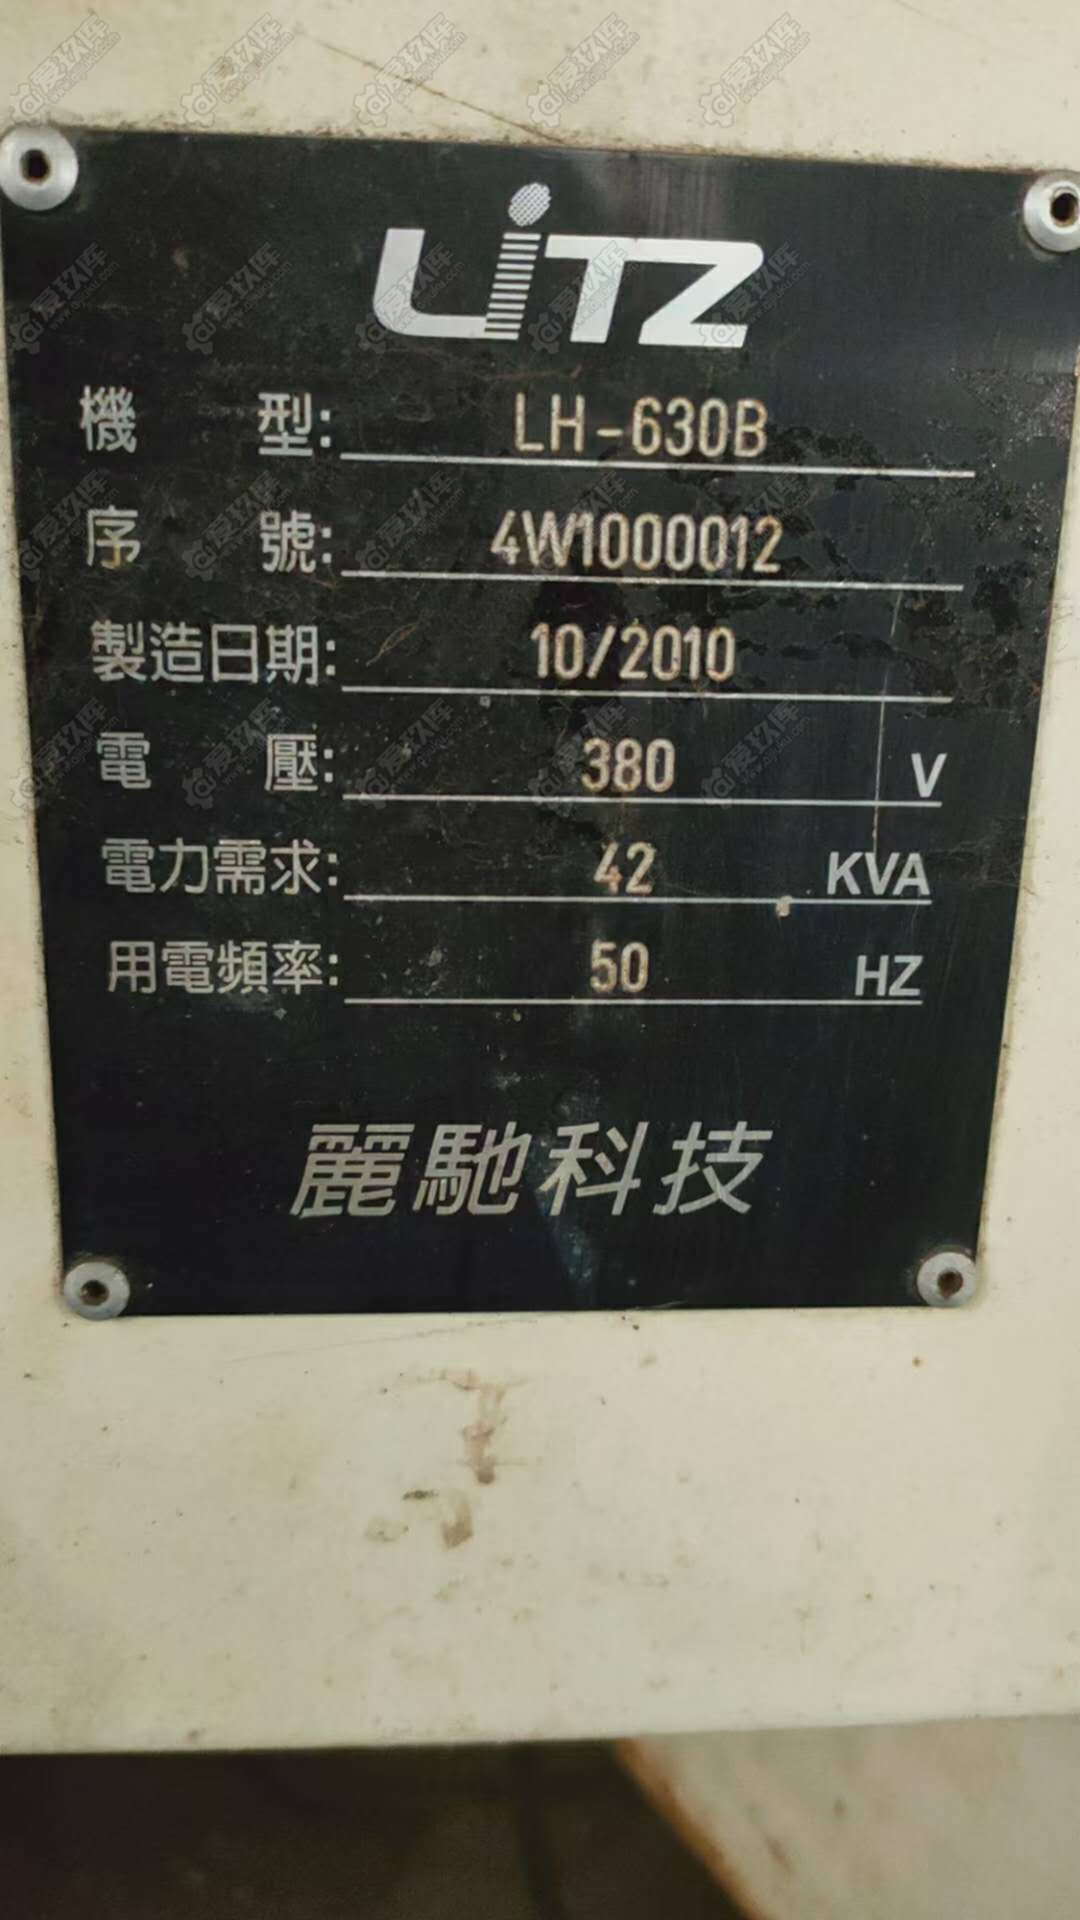 LiTZ
機 型: LH-630B
序 號: 4W1000012
製造日期: 10/2010
電 壓: 380 V
電力需求: 42 KVA
用電頻率: 50 HZ
麗馳科技